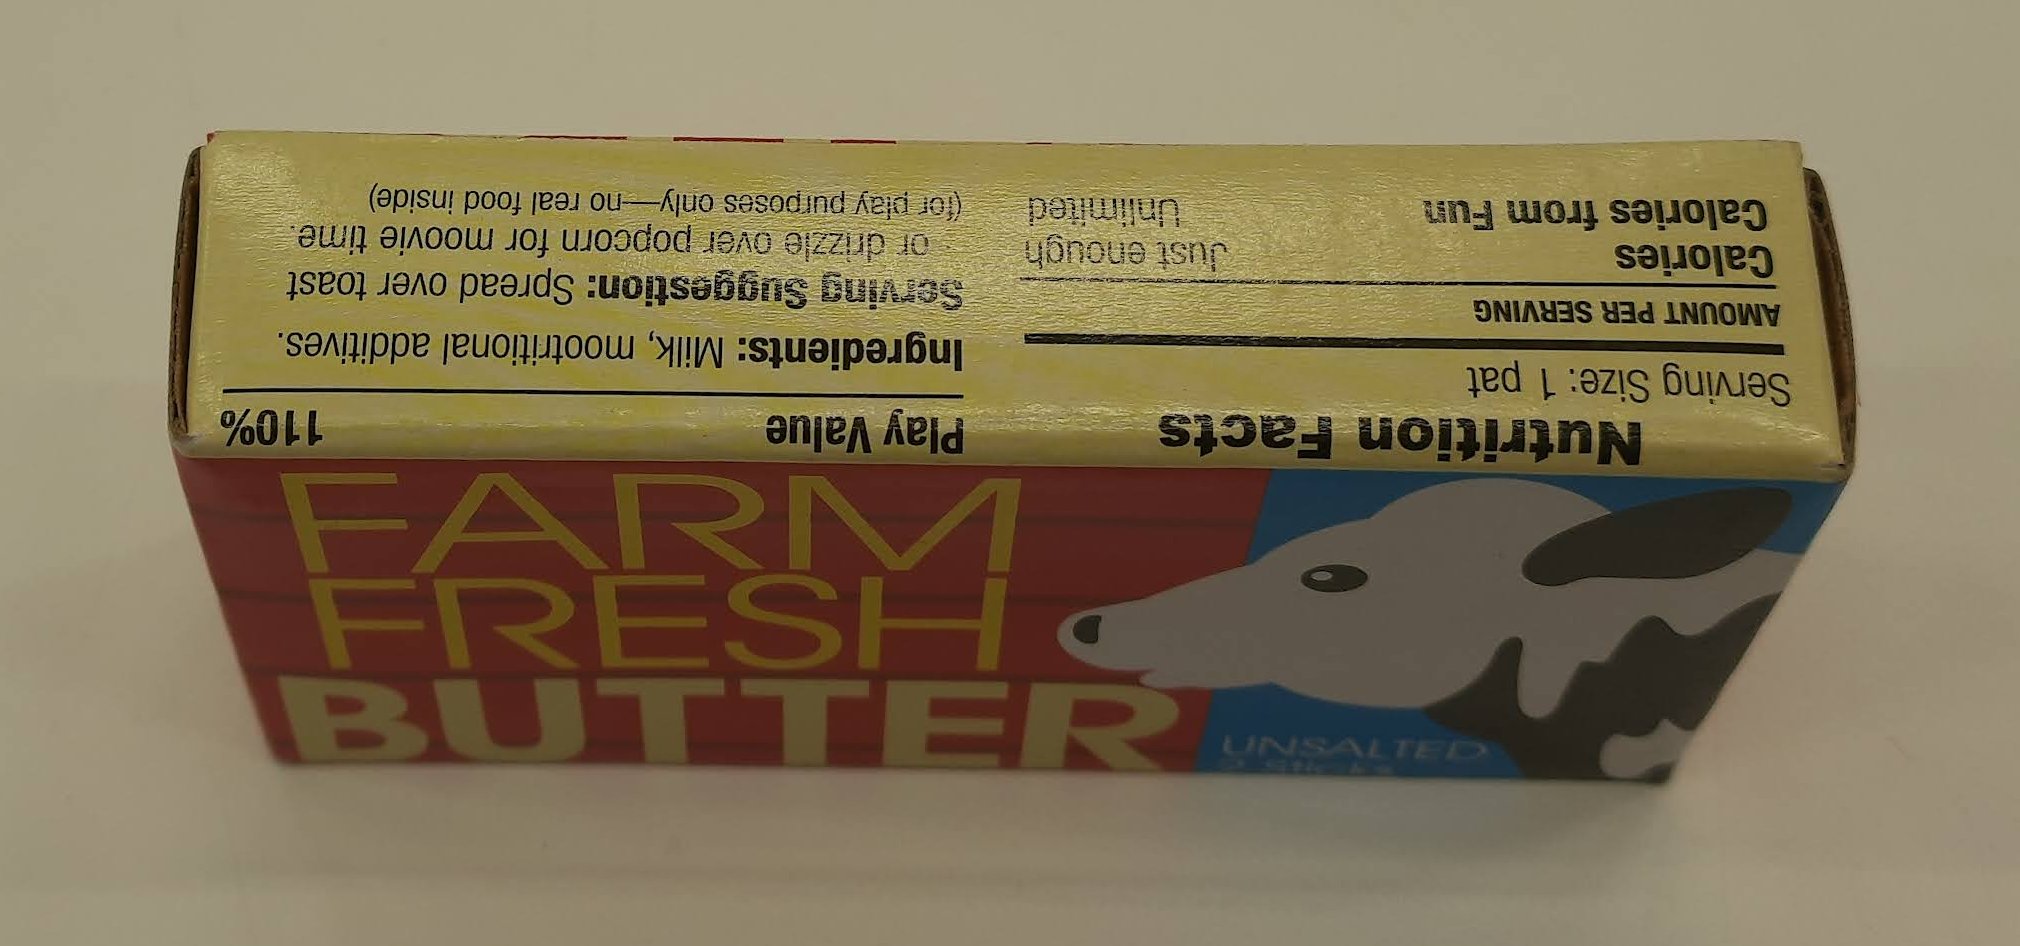 Nutrition Facts
Serving Size: 1 pat
AMOUNT PER SERVING
Calories Just enough
Calories from Fun Unlimited
Play Value 110%
Ingredients: Milk, mootritional additives.
Serving Suggestion: Spread over toast
or drizzle over popcorn for moovie time.
(for play purposes only—no real food inside)
FARM
FRESH
BUTTER
UNSALTED
2 Sticks